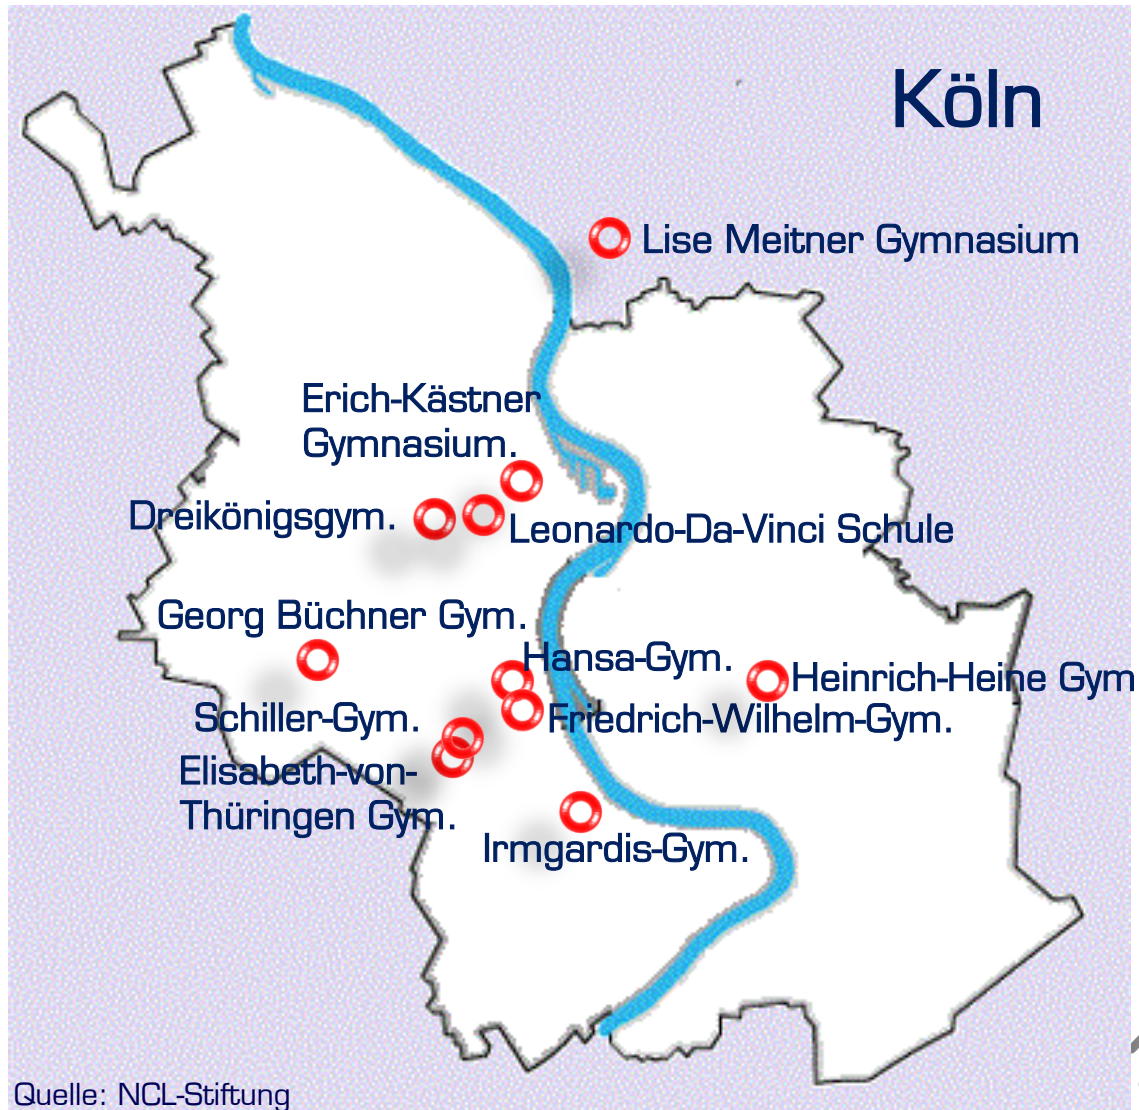 Köln
Lise Meitner Gymnasium
Erich-Kästner
Gymnasium.
Dreikönigsgym.
Leonardo-Da-Vinci Schule
Georg Büchner Gym.
Hansa-Gym.
Heinrich-Heine Gym
Schiller-Gym.
Friedrich-Wilhelm-Gym.
Elisabeth-von-
Thüringen Gym.
Irmgardis-Gym.
Quelle: NCL-Stiftung